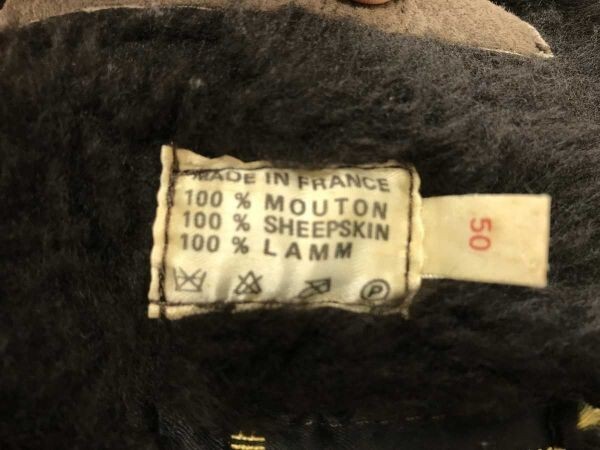 MADE IN FRANCE
100 % MOUTON
100 % SHEEPSKIN
100 % LAMM
P
50